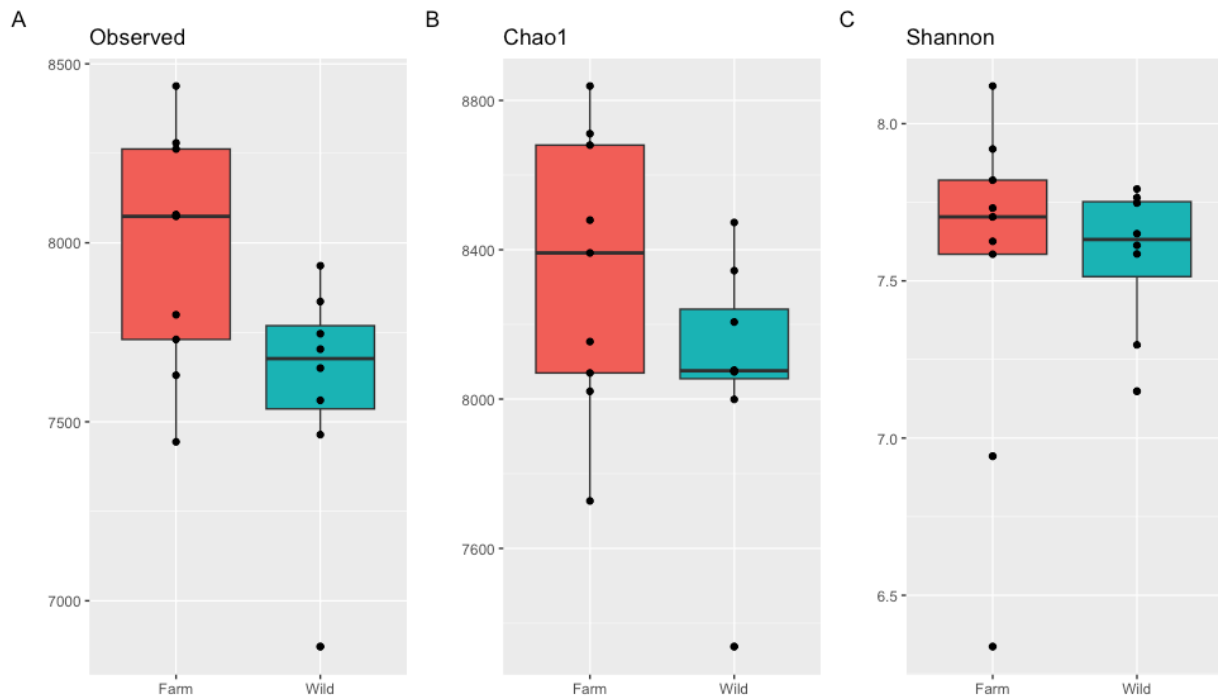 A
Observed
8500
8000
7500
7000
Farm
Wild
B
Chao1
8800
8400
8000
7600
Farm
Wild
C
Shannon
8.0
7.5
7.0
6.5
Farm
Wild